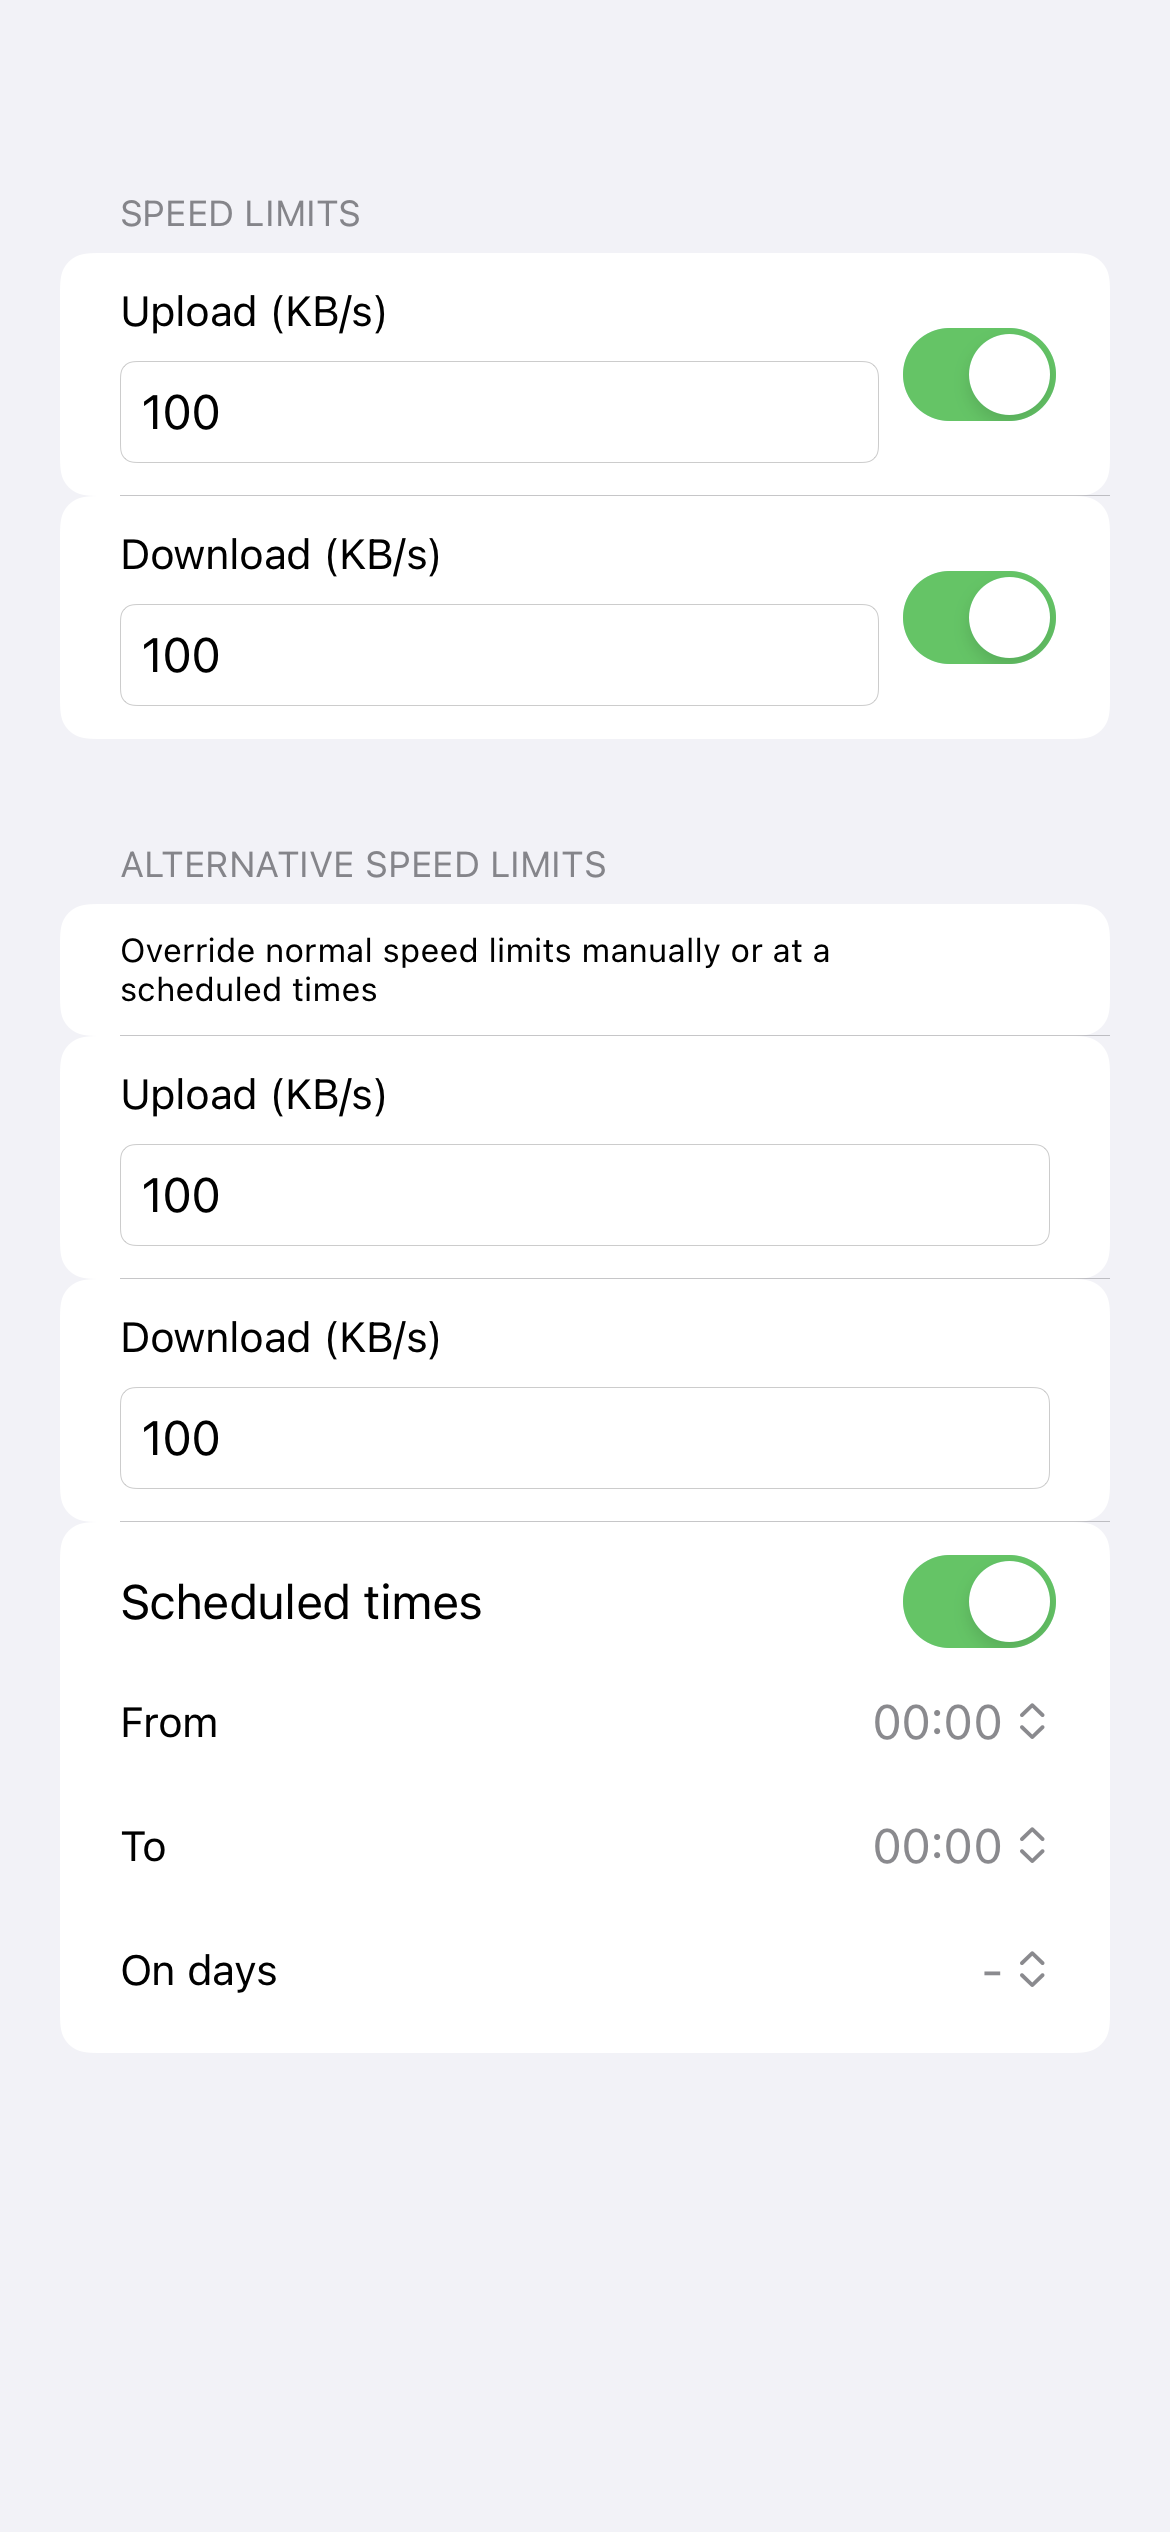 SPEED LIMITS
Upload (KB/s)
100
Download (KB/s)
100
ALTERNATIVE SPEED LIMITS
Override normal speed limits manually or at a
scheduled times
Upload (KB/s)
100
Download (KB/s)
100
Scheduled times
From 00:00
To 00:00
On days -